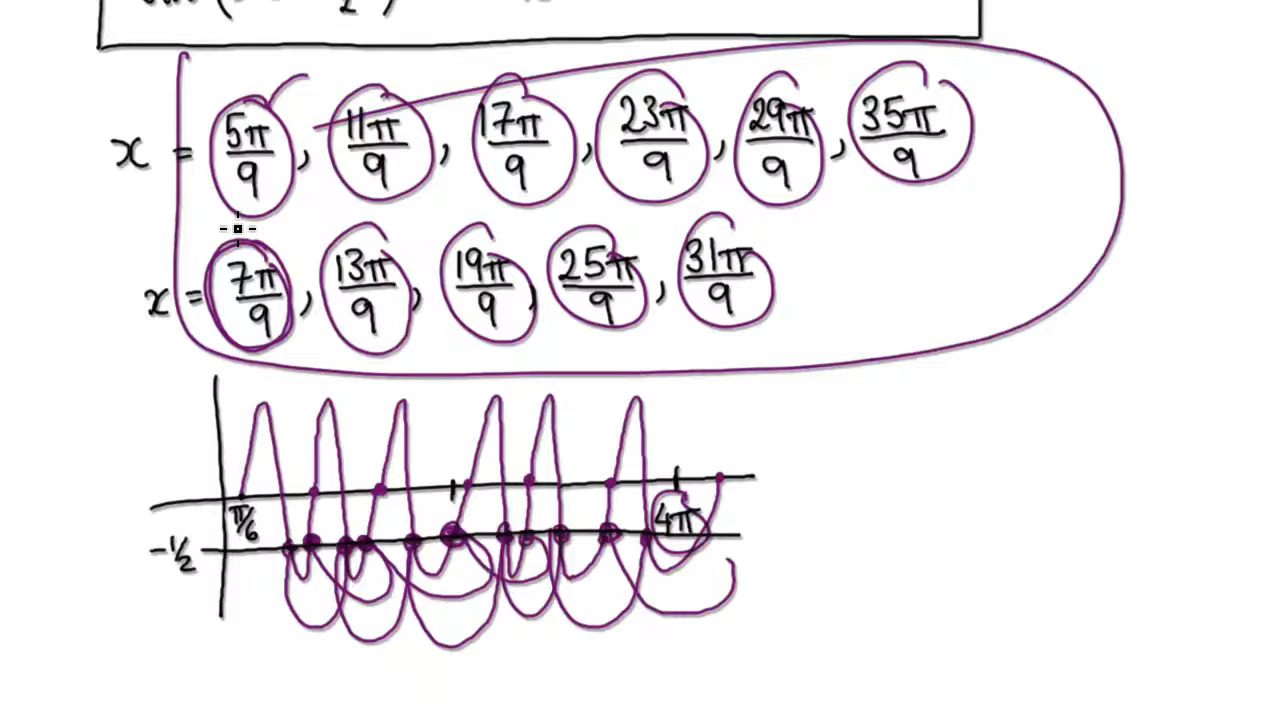 x = 5π/9, 11π/9, 17π/9, 23π/9, 29π/9, 35π/9
x = 7π/9, 13π/9, 19π/9, 25π/9, 31π/9
π/6
4π
-1/2